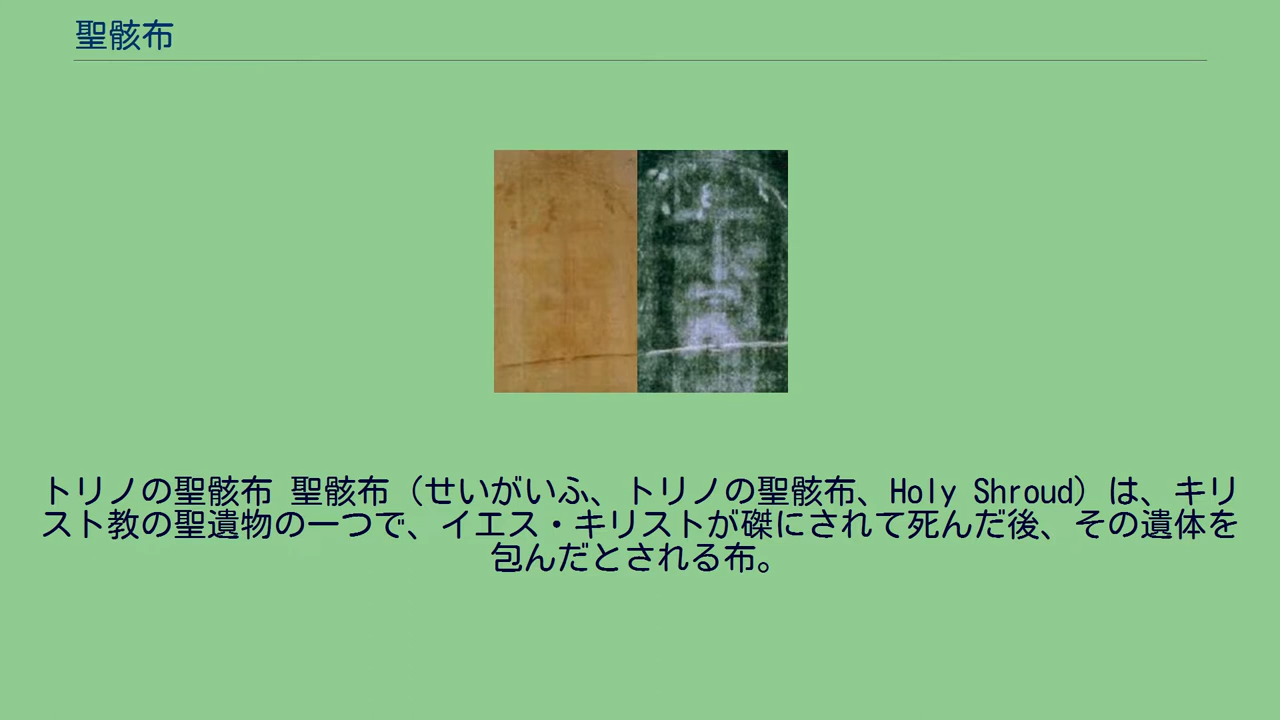 聖骸布
トリノの聖骸布 聖骸布（せいがいふ、トリノの聖骸布、Holy Shroud）は、キリ
スト教の聖遺物の一つで、イエス・キリストが磔にされて死んだ後、その遺体を
包んだとされる布。